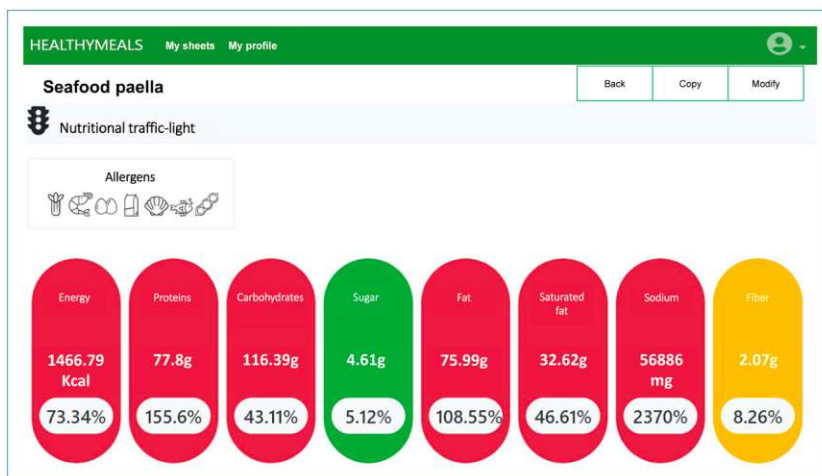 HEALTHYMEALS My sheets My profile
Seafood paella
Back Copy Modify
Nutritional traffic-light
Allergens
Energy
1466.79
Kcal
73.34%
Proteins
77.8g
155.6%
Carbohydrates
116.39g
43.11%
Sugar
4.61g
5.12%
Fat
75.99g
108.55%
Saturated
fat
32.62g
46.61%
Sodium
56886
mg
2370%
Fiber
2.07g
8.26%